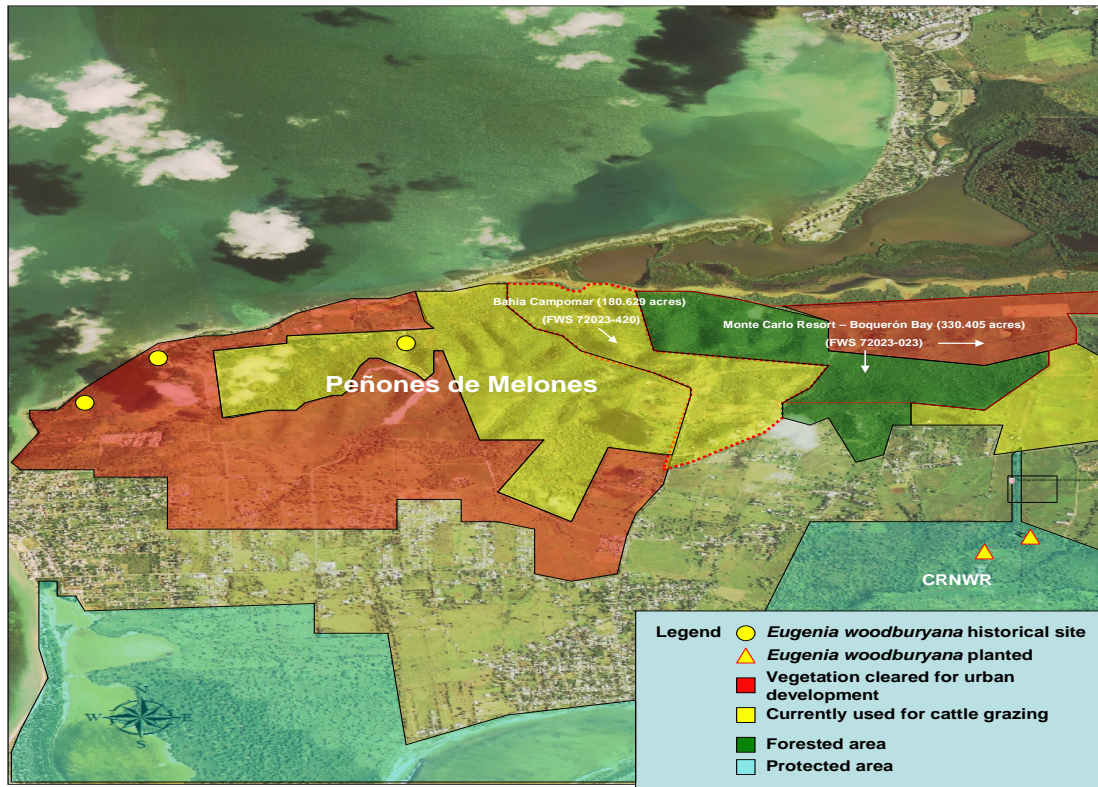 Bahia Campomar (180.629 acres)
(FWS 72023-420)
Monte Carlo Resort – Boquerón Bay (330.405 acres)
(FWS 72023-023)
Peñones de Melones
CRNWR
N
W E
S
Legend
Eugenia woodburyana historical site
Eugenia woodburyana planted
Vegetation cleared for urban
development
Currently used for cattle grazing
Forested area
Protected area